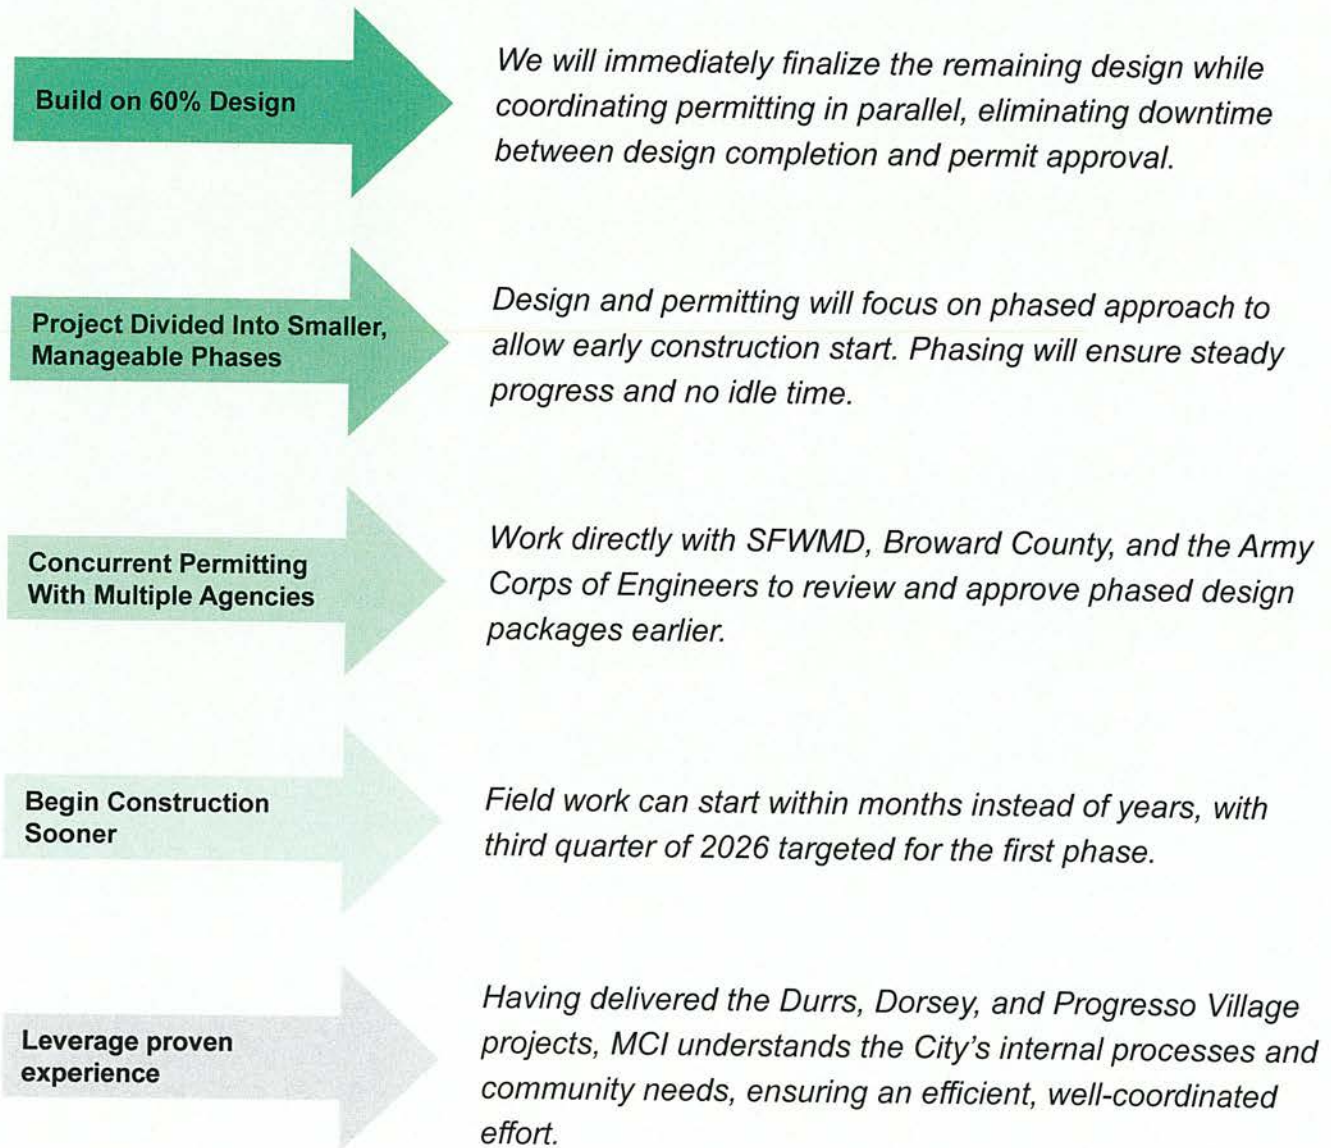 Build on 60% Design
We will immediately finalize the remaining design while
coordinating permitting in parallel, eliminating downtime
between design completion and permit approval.
Project Divided Into Smaller,
Manageable Phases
Design and permitting will focus on phased approach to
allow early construction start. Phasing will ensure steady
progress and no idle time.
Concurrent Permitting
With Multiple Agencies
Work directly with SFWMD, Broward County, and the Army
Corps of Engineers to review and approve phased design
packages earlier.
Begin Construction
Sooner
Field work can start within months instead of years, with
third quarter of 2026 targeted for the first phase.
Leverage proven
experience
Having delivered the Durrs, Dorsey, and Progresso Village
projects, MCI understands the City's internal processes and
community needs, ensuring an efficient, well-coordinated
effort.